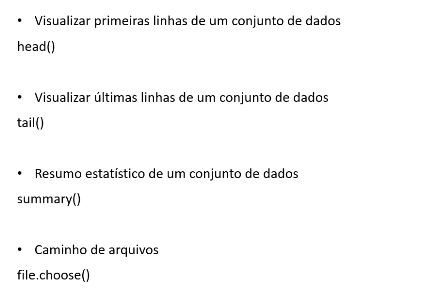 • Visualizar primeiras linhas de um conjunto de dados
head()
• Visualizar últimas linhas de um conjunto de dados
tail()
• Resumo estatístico de um conjunto de dados
summary()
• Caminho de arquivos
file.choose()